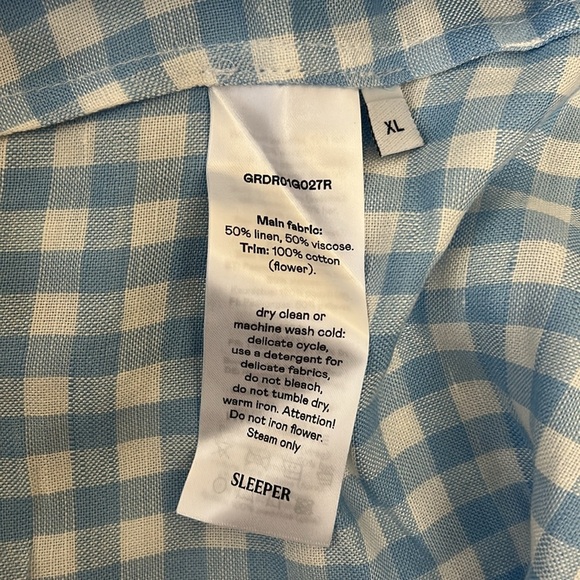 XL
GRDR01G027R
Main fabric:
50% linen, 50% viscose.
Trim: 100% cotton
(flower).
dry clean or
machine wash cold:
delicate cycle,
use a detergent for
delicate fabrics,
do not bleach,
do not tumble dry,
warm iron. Attention!
Do not iron flower.
Steam only
SLEEPER